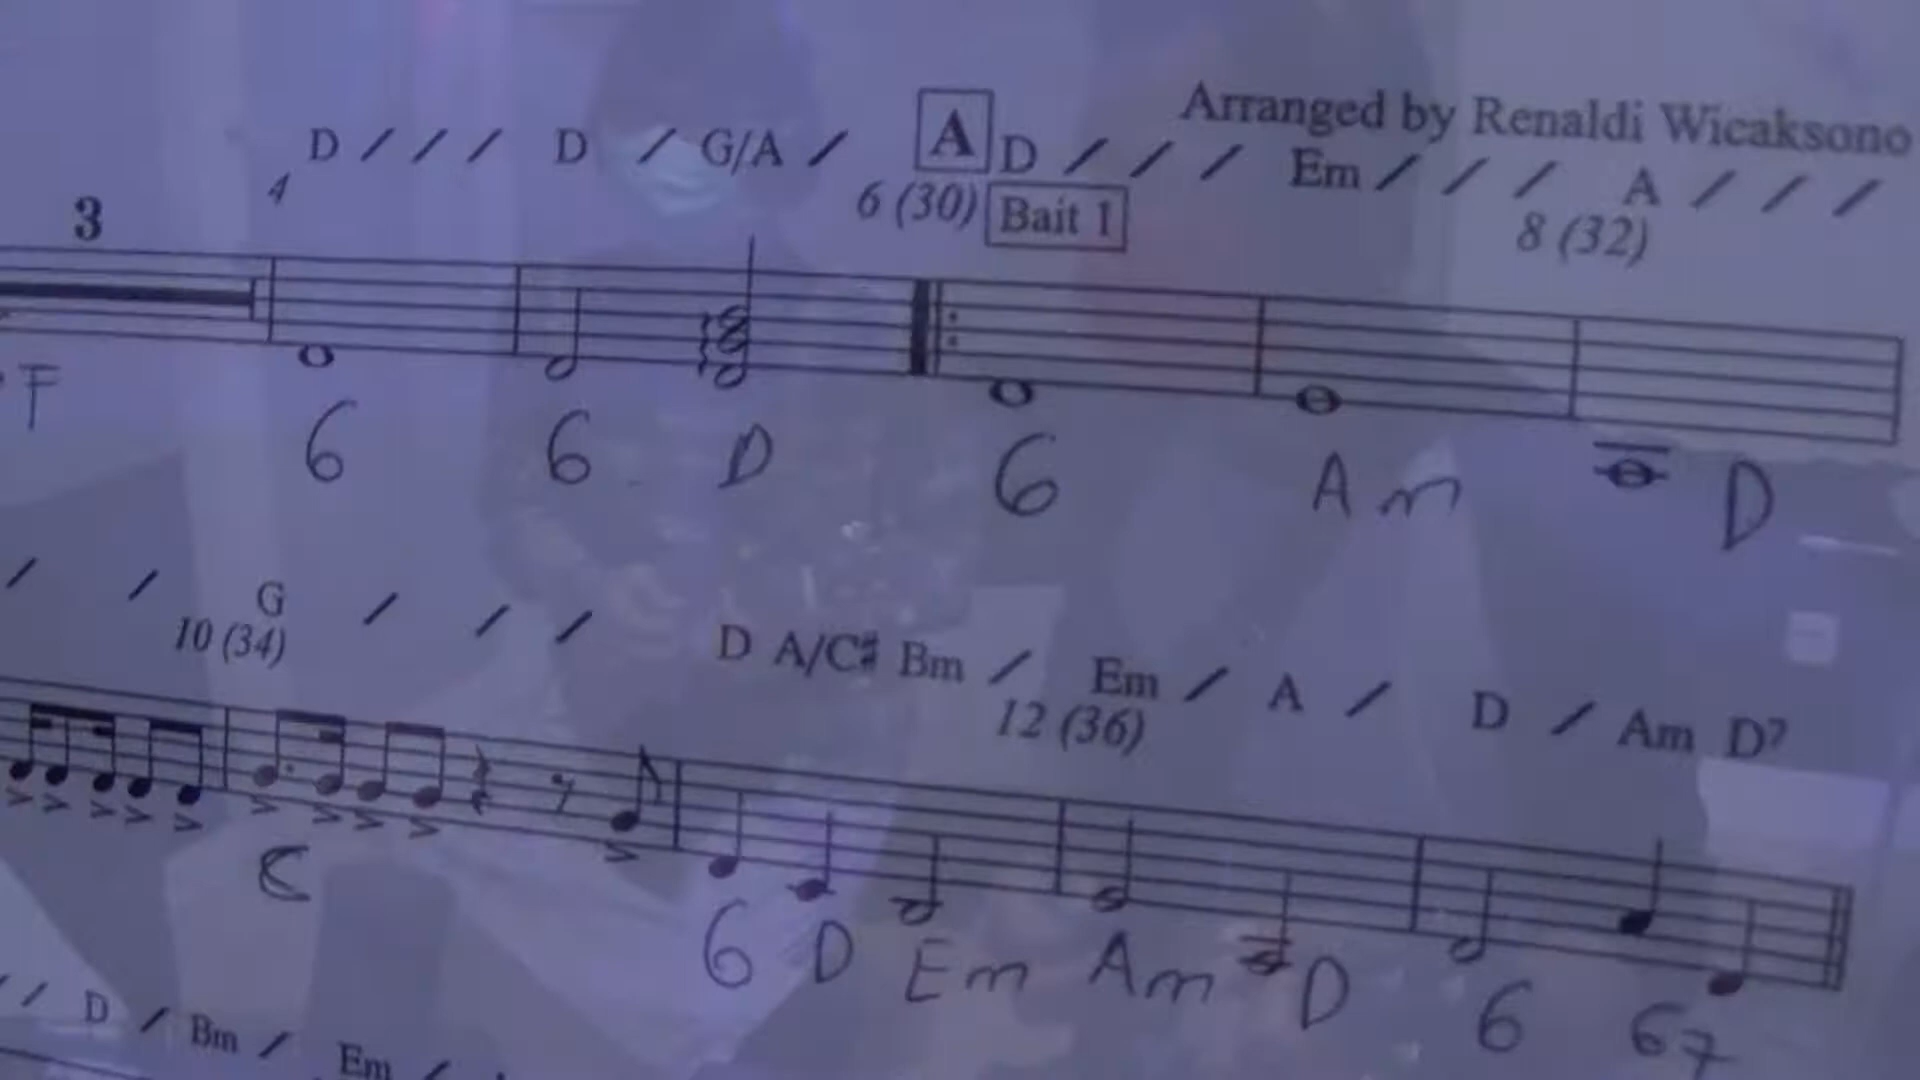 Arranged by Renaldi Wicaksono
D / / / D / G/A / A D / / / Em / / / A / / /
3 4 6 (30) Bait 1 8 (32)
F 6 6 D 6 Am D
/ / G / / / D A/C# Bm / Em / A / D / Am D7
10 (34) 12 (36)
C 6 D Em Am D 6 67
/ / D / Bm / Em /